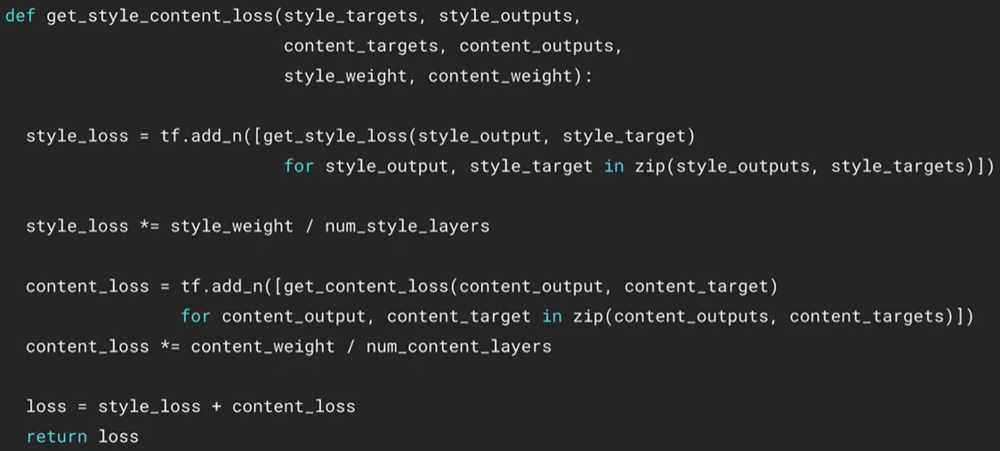 def get_style_content_loss(style_targets, style_outputs,
content_targets, content_outputs,
style_weight, content_weight):
style_loss = tf.add_n([get_style_loss(style_output, style_target)
for style_output, style_target in zip(style_outputs, style_targets)])
style_loss *= style_weight / num_style_layers
content_loss = tf.add_n([get_content_loss(content_output, content_target)
for content_output, content_target in zip(content_outputs, content_targets)])
content_loss *= content_weight / num_content_layers
loss = style_loss + content_loss
return loss